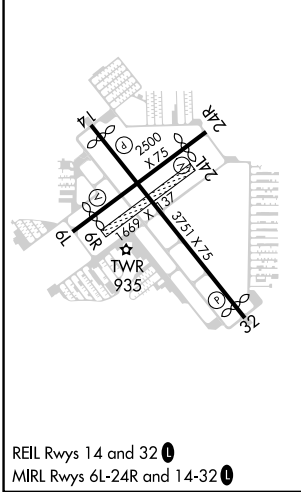 14
P
2500
X 75
24R
N
24L
V
6L
6R
1669 X 137
3751 X 75
TWR
935
P
32
REIL Rwys 14 and 32 L
MIRL Rwys 6L-24R and 14-32 L